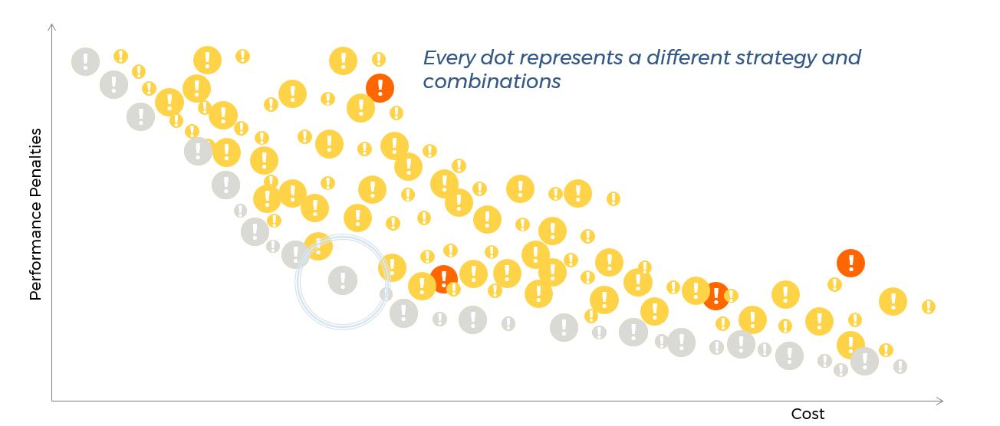 Every dot represents a different strategy and
combinations
Performance Penalties
Cost